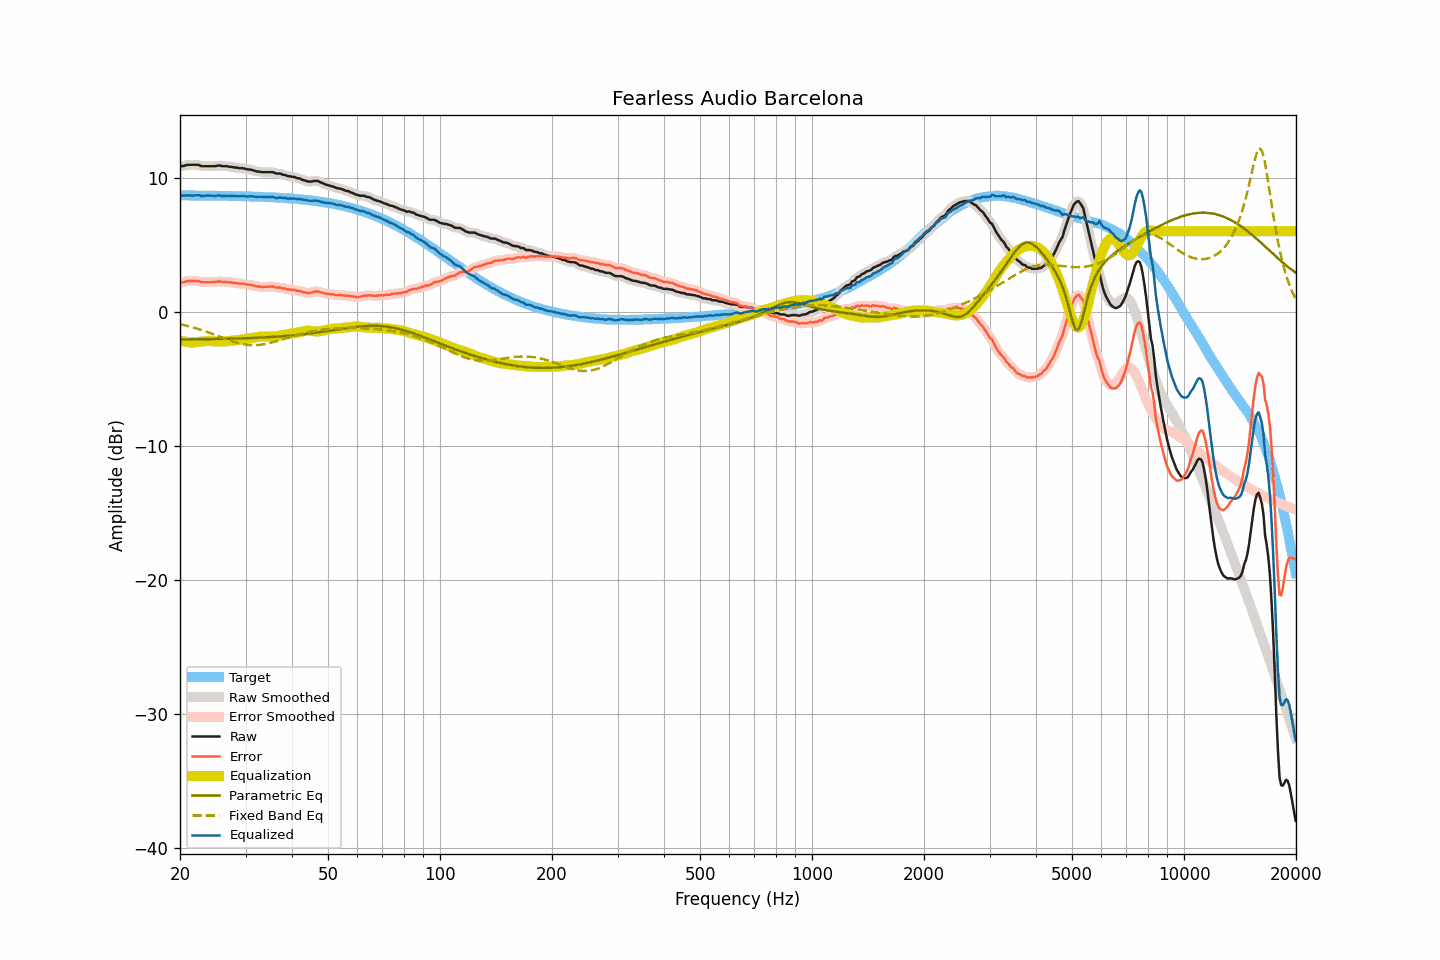 Fearless Audio Barcelona
Amplitude (dBr)
10
0
−10
−20
−30
−40
Target
Raw Smoothed
Error Smoothed
Raw
Error
Equalization
Parametric Eq
Fixed Band Eq
Equalized
20 50 100 200 500 1000 2000 5000 10000 20000
Frequency (Hz)